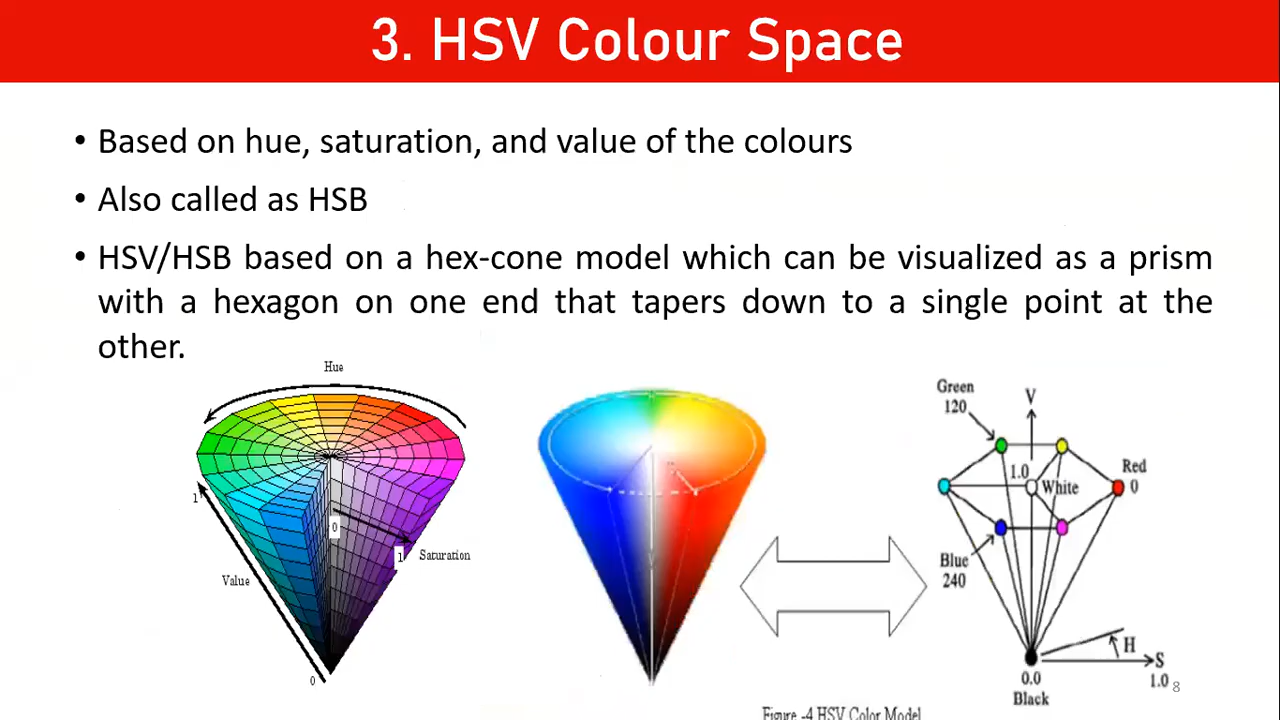 3. HSV Colour Space
• Based on hue, saturation, and value of the colours
• Also called as HSB
• HSV/HSB based on a hex-cone model which can be visualized as a prism
with a hexagon on one end that tapers down to a single point at the
other.
Hue
1
0
1
Saturation
Value
0
Green
120
V
1.0
White
Red
0
Blue
240
H
S
0.0
1.0
Black
8
Figure -4 HSV Color Model